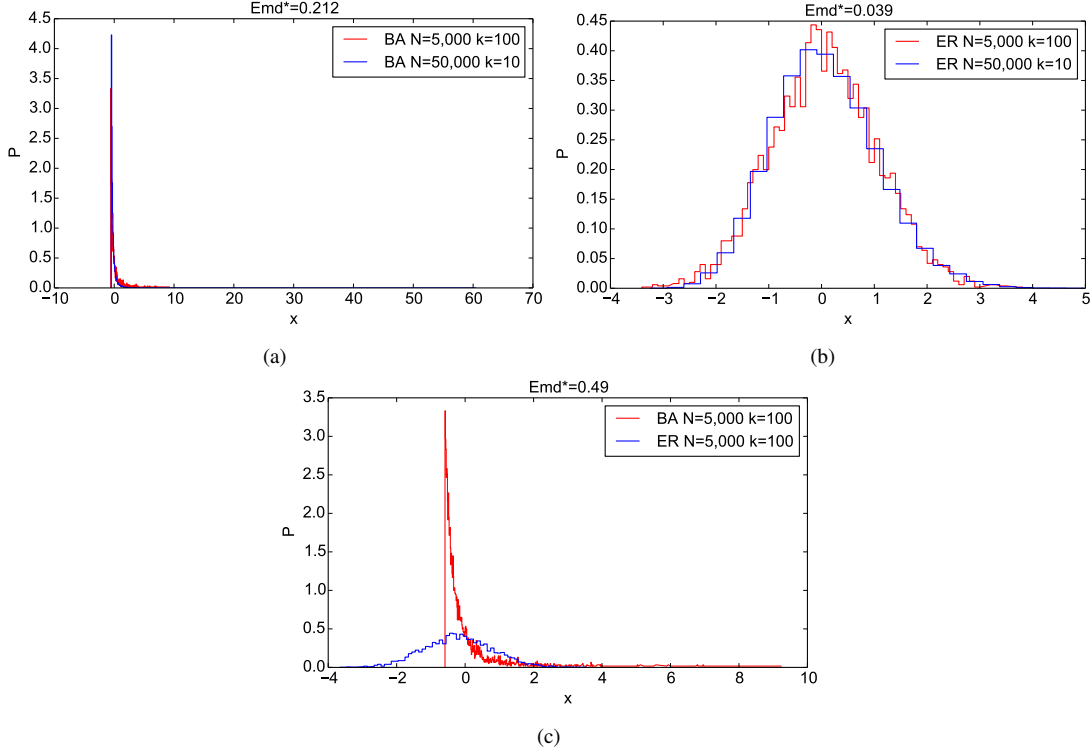 Emd*=0.212
4.5
4.0
3.5
3.0
2.5
2.0
1.5
1.0
0.5
0.0
P
BA N=5,000 k=100
BA N=50,000 k=10
−10 0 10 20 30 40 50 60 70
x
(a)
Emd*=0.039
0.45
0.40
0.35
0.30
0.25
0.20
0.15
0.10
0.05
0.00
P
ER N=5,000 k=100
ER N=50,000 k=10
−4 −3 −2 −1 0 1 2 3 4 5
x
(b)
Emd*=0.49
3.5
3.0
2.5
2.0
1.5
1.0
0.5
0.0
P
BA N=5,000 k=100
ER N=5,000 k=100
−4 −2 0 2 4 6 8 10
x
(c)